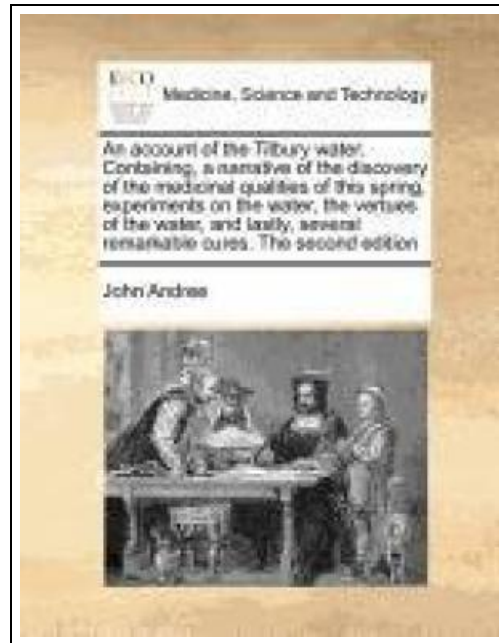 ECCO
Medicine, Science and Technology
An account of the Tilbury water.
Containing, a narrative of the discovery
of the medicinal qualities of this spring,
experiments on the water, the vertues
of the water, and lastly, several
remarkable cures. The second edition
John Andree